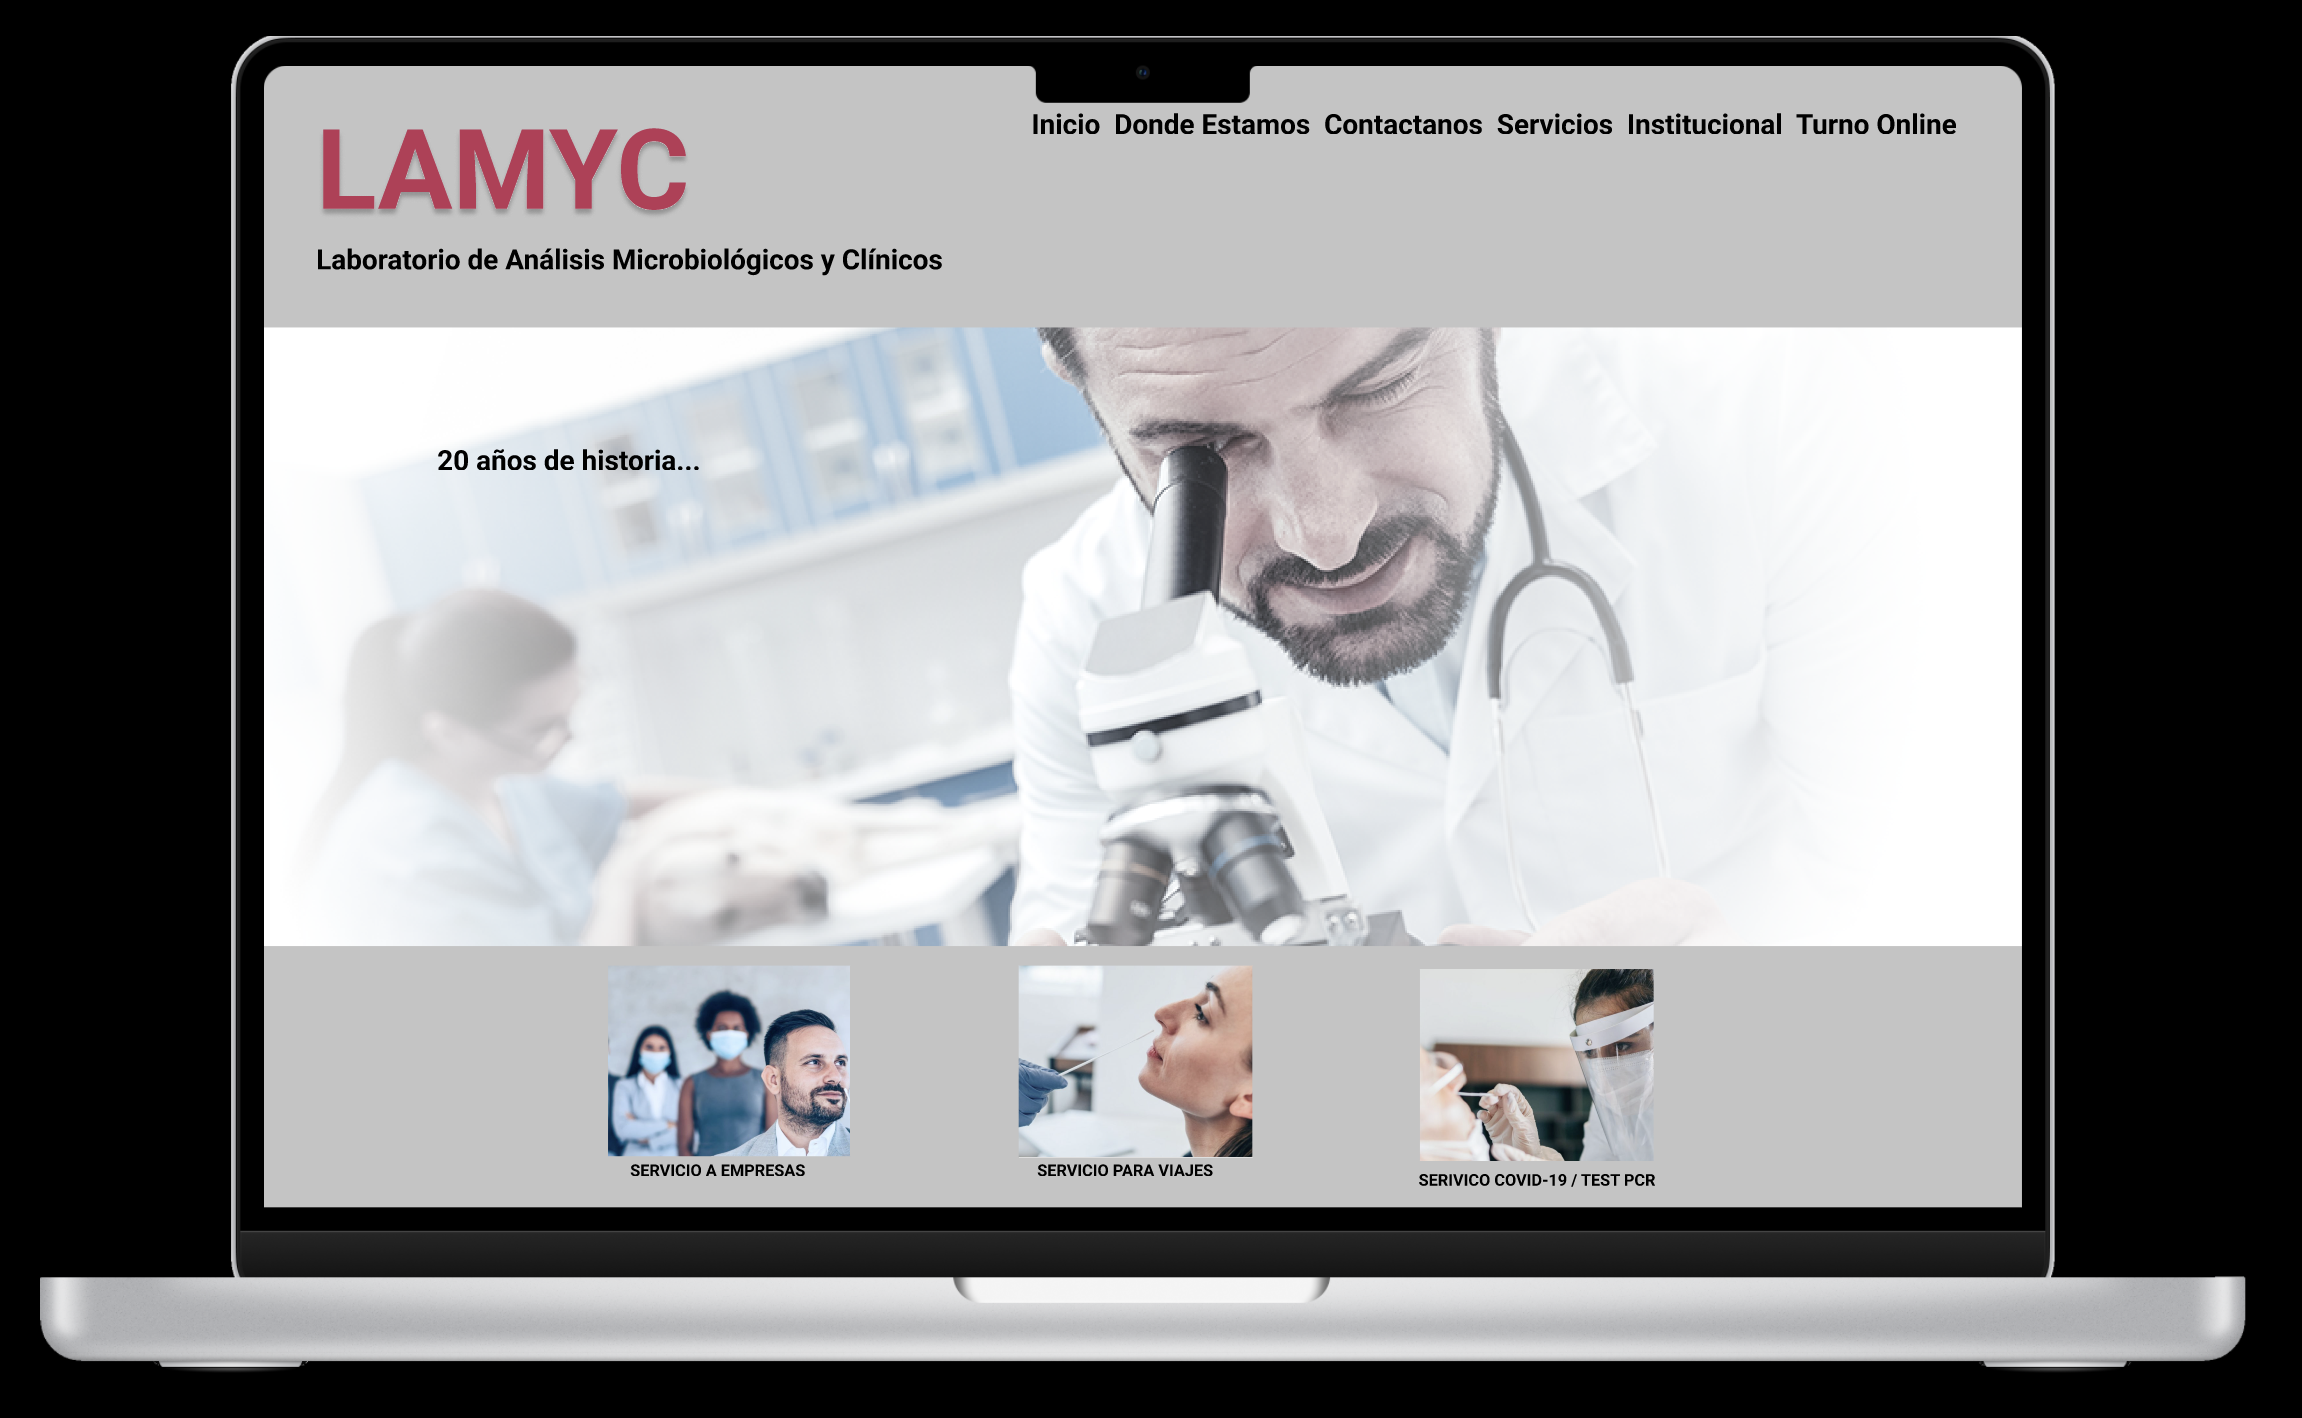 LAMYC
Inicio Donde Estamos Contactanos Servicios Institucional Turno Online
Laboratorio de Análisis Microbiológicos y Clínicos
20 años de historia...
SERVICIO A EMPRESAS
SERVICIO PARA VIAJES
SERIVICO COVID-19 / TEST PCR